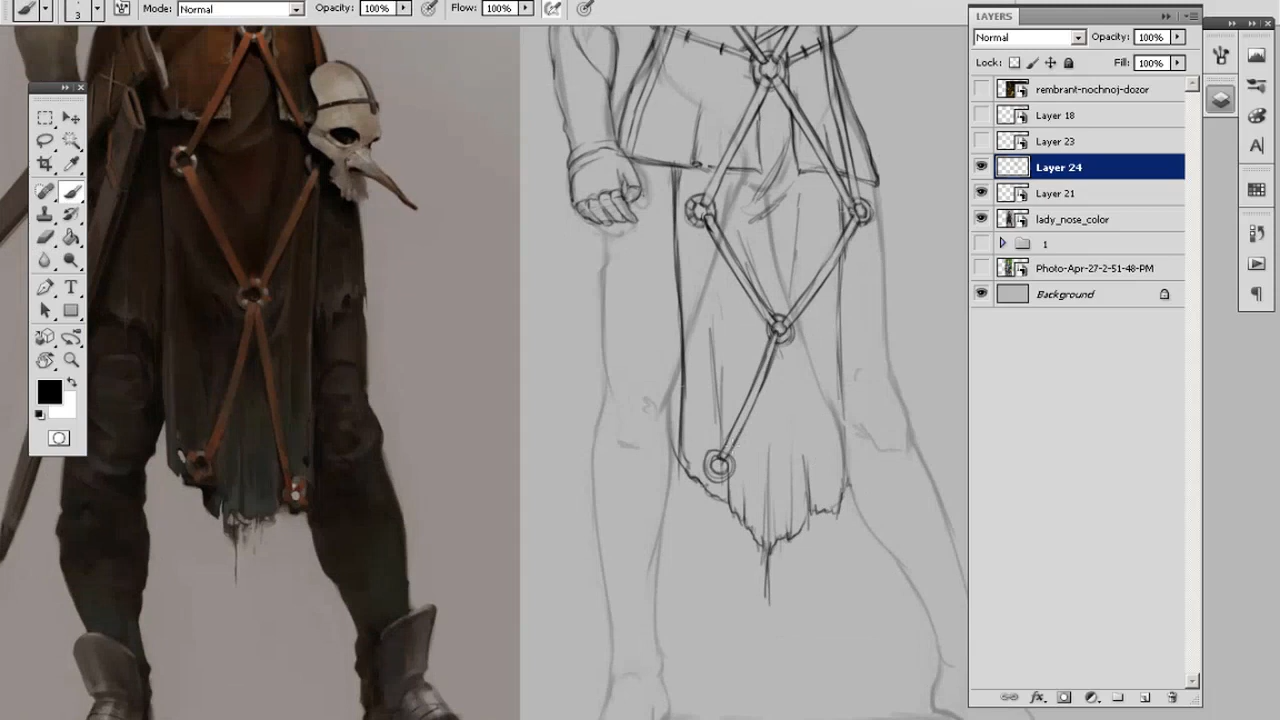 3 Mode: Normal Opacity: 100% Flow: 100%
LAYERS
Normal Opacity: 100%
Lock: Fill: 100%
rembrant-nochnoj-dozor
Layer 18
Layer 23
Layer 24
Layer 21
lady_nose_color
1
Photo-Apr-27-2-51-48-PM
Background